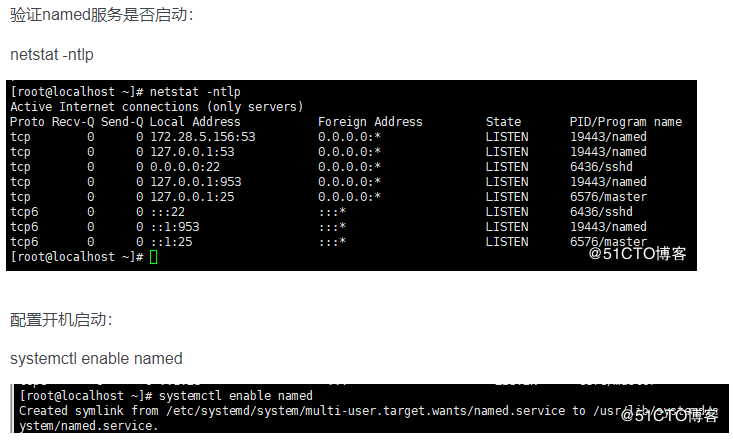 验证named服务是否启动：
netstat -ntlp
[root@localhost ~]# netstat -ntlp
Active Internet connections (only servers)
Proto Recv-Q Send-Q Local Address Foreign Address State PID/Program name
tcp 0 0 172.28.5.156:53 0.0.0.0:* LISTEN 19443/named
tcp 0 0 127.0.0.1:53 0.0.0.0:* LISTEN 19443/named
tcp 0 0 0.0.0.0:22 0.0.0.0:* LISTEN 6436/sshd
tcp 0 0 127.0.0.1:953 0.0.0.0:* LISTEN 19443/named
tcp 0 0 127.0.0.1:25 0.0.0.0:* LISTEN 6576/master
tcp6 0 0 :::22 :::* LISTEN 6436/sshd
tcp6 0 0 ::1:953 :::* LISTEN 19443/named
tcp6 0 0 ::1:25 :::* LISTEN 6576/master
[root@localhost ~]#
@51CTO博客
配置开机启动：
systemctl enable named
[root@localhost ~]# systemctl enable named
Created symlink from /etc/systemd/system/multi-user.target.wants/named.service to /usr/lib/systemd/s
ystem/named.service.
@51CTO博客